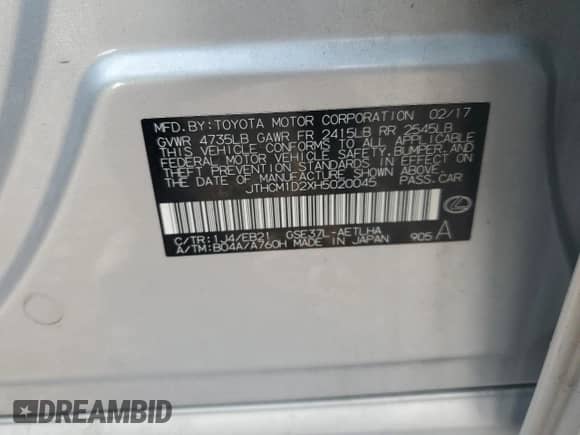 MFD.BY:TOYOTA MOTOR CORPORATION 02/17
GVWR 4735LB GAWR FR 2415LB RR 2545LB
THIS VEHICLE CONFORMS TO ALL APPLICABLE
FEDERAL MOTOR VEHICLE SAFETY,BUMPER,AND
THEFT PREVENTION STANDARDS IN EFFECT ON
THE DATE OF MANUFACTURE SHOWN ABOVE.
JTHCM1D2XH5020045 PASS.CAR
C/TR:1J4/EB21 GSE37L-AETLHA
A/TM:B04A/A760H MADE IN JAPAN 905 A
DREAMBID